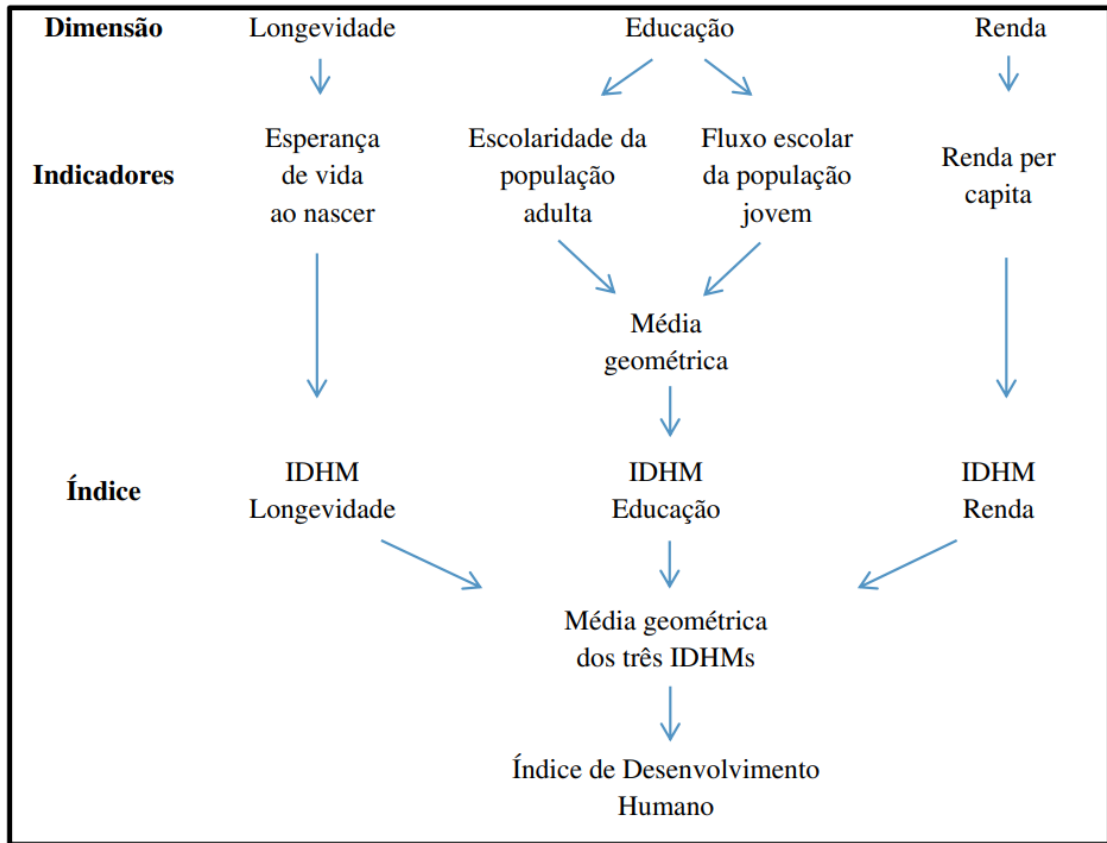 Dimensão Longevidade Educação Renda
Esperança
de vida
ao nascer
Escolaridade da
população
adulta
Fluxo escolar
da população
jovem
Indicadores
Renda per
capita
Média
geométrica
Índice
IDHM
Longevidade
IDHM
Educação
IDHM
Renda
Média geométrica
dos três IDHMs
Índice de Desenvolvimento
Humano